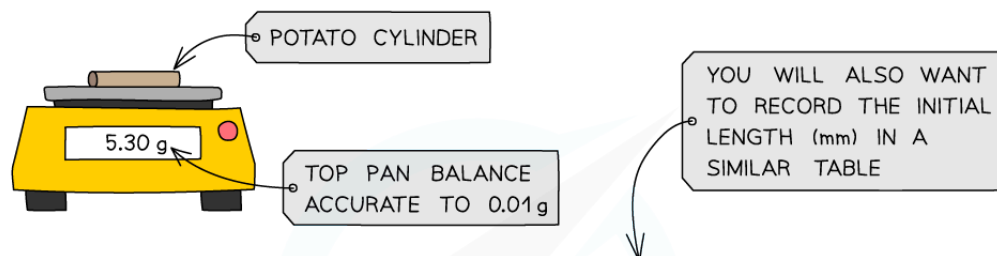 POTATO CYLINDER
5.30 g
TOP PAN BALANCE
ACCURATE TO 0.01g
YOU WILL ALSO WANT
TO RECORD THE INITIAL
LENGTH (mm) IN A
SIMILAR TABLE